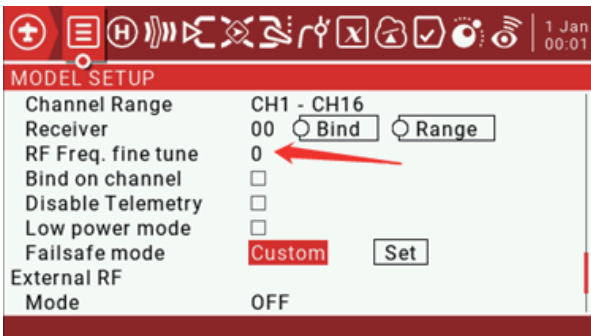 1 Jan
00:01
MODEL SETUP
Channel Range CH1 - CH16
Receiver 00 Bind Range
RF Freq. fine tune 0
Bind on channel
Disable Telemetry
Low power mode
Failsafe mode Custom Set
External RF
Mode OFF